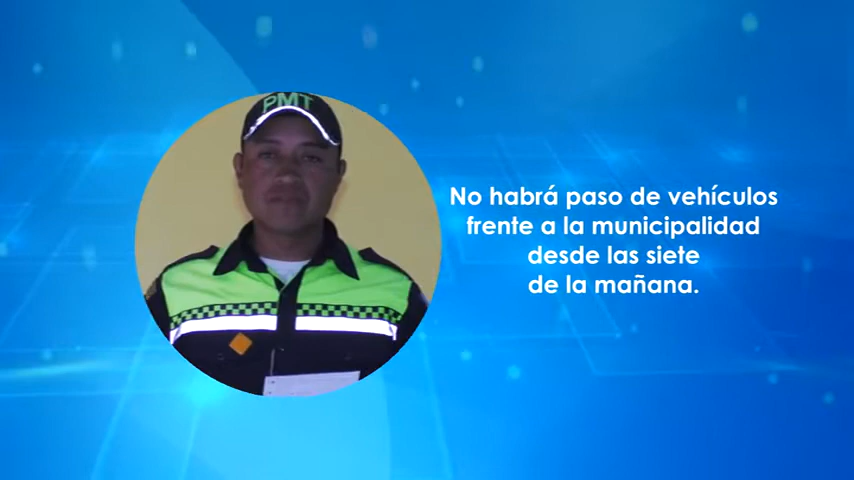 PMT
No habrá paso de vehículos
frente a la municipalidad
desde las siete
de la mañana.